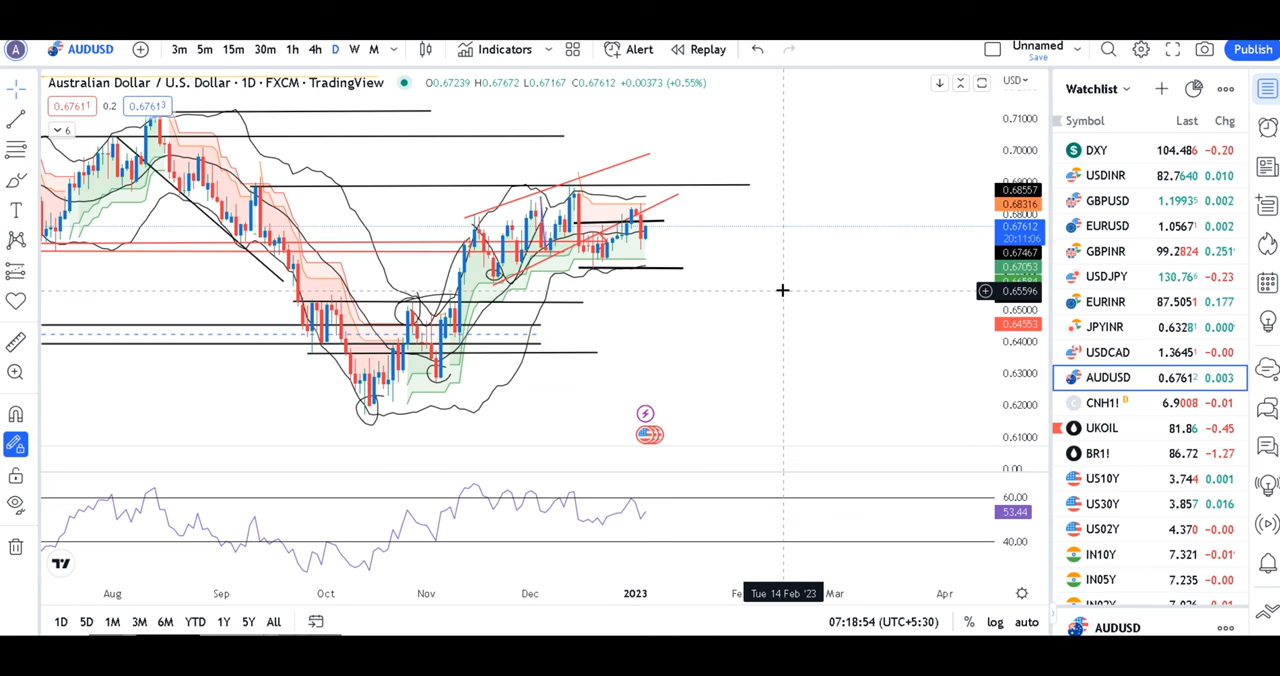 A AUDUSD 3m 5m 15m 30m 1h 4h D W M Indicators Alert Replay Unnamed Save Publish
Australian Dollar / U.S. Dollar · 1D · FXCM · TradingView O0.67239 H0.67672 L0.67167 C0.67612 +0.00373 (+0.55%) USD
0.67611 0.2 0.67613
6
0.71000
0.70000
0.68557
0.68316
0.68000
0.67612
20:11:06
0.67467
0.67053
0.65596
0.65000
0.64553
0.64000
0.63000
0.62000
0.61000
0.00
60.00
53.44
40.00
Aug Sep Oct Nov Dec 2023 Fe Tue 14 Feb '23 Mar Apr
1D 5D 1M 3M 6M YTD 1Y 5Y All 07:18:54 (UTC+5:30) % log auto
Watchlist
Symbol Last Chg
DXY 104.486 -0.20
USDINR 82.7640 0.010
GBPUSD 1.19935 0.002
EURUSD 1.05671 0.002
GBPINR 99.2824 0.251
USDJPY 130.766 -0.23
EURINR 87.5051 0.177
JPYINR 0.6328 0.000
USDCAD 1.36451 -0.00
AUDUSD 0.67612 0.003
CNH1! D 6.9008 -0.01
UKOIL 81.86 -0.45
BR1! 86.72 -1.27
US10Y 3.744 0.001
US30Y 3.857 0.016
US02Y 4.370 -0.00
IN10Y 7.321 -0.01
IN05Y 7.235 -0.00
AUDUSD